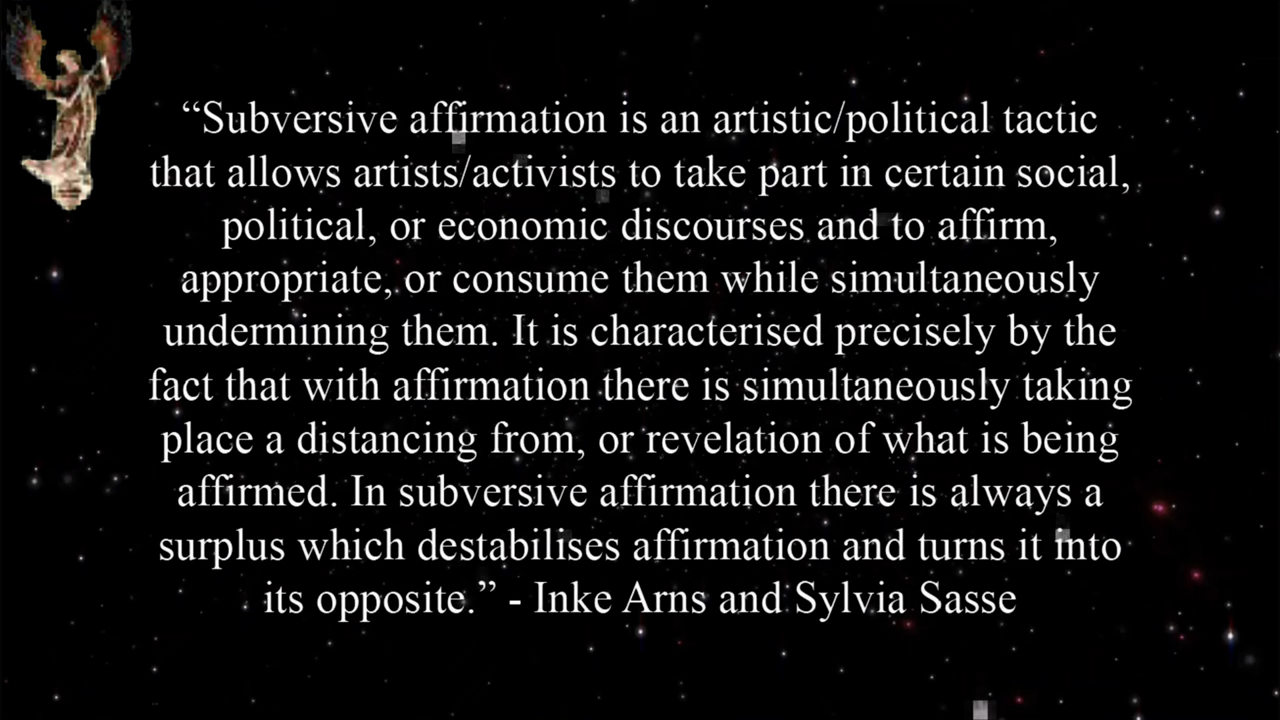 “Subversive affirmation is an artistic/political tactic
that allows artists/activists to take part in certain social,
political, or economic discourses and to affirm,
appropriate, or consume them while simultaneously
undermining them. It is characterised precisely by the
fact that with affirmation there is simultaneously taking
place a distancing from, or revelation of what is being
affirmed. In subversive affirmation there is always a
surplus which destabilises affirmation and turns it into
its opposite.” - Inke Arns and Sylvia Sasse